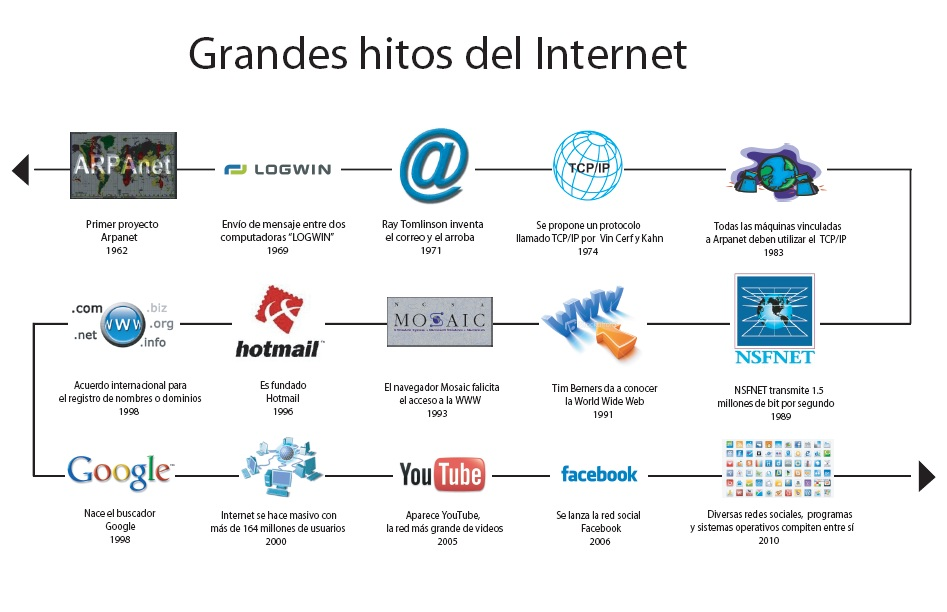 Grandes hitos del Internet
ARPAnet
LOGWIN
@
TCP/IP
Primer proyecto
Arpanet
1962
Envío de mensaje entre dos
computadoras “LOGWIN”
1969
Ray Tomlinson inventa
el correo y el arroba
1971
Se propone un protocolo
llamado TCP/IP por Vin Cerf y Kahn
1974
Todas las máquinas vinculadas
a Arpanet deben utilizar el TCP/IP
1983
.com
.biz
www
.org
.net
.info
hotmail™
NCSA
MOSAIC
WWW
NSFNET
Acuerdo internacional para
el registro de nombres o dominios
1998
Es fundado
Hotmail
1996
El navegador Mosaic falicita
el acceso a la WWW
1993
Tim Berners da a conocer
la World Wide Web
1991
NSFNET transmite 1.5
millones de bit por segundo
1989
Google™
YouTube
facebook
Nace el buscador
Google
1998
Internet se hace masivo con
más de 164 millones de usuarios
2000
Aparece YouTube,
la red más grande de videos
2005
Se lanza la red social
Facebook
2006
Diversas redes sociales, programas
y sistemas operativos compiten entre sí
2010